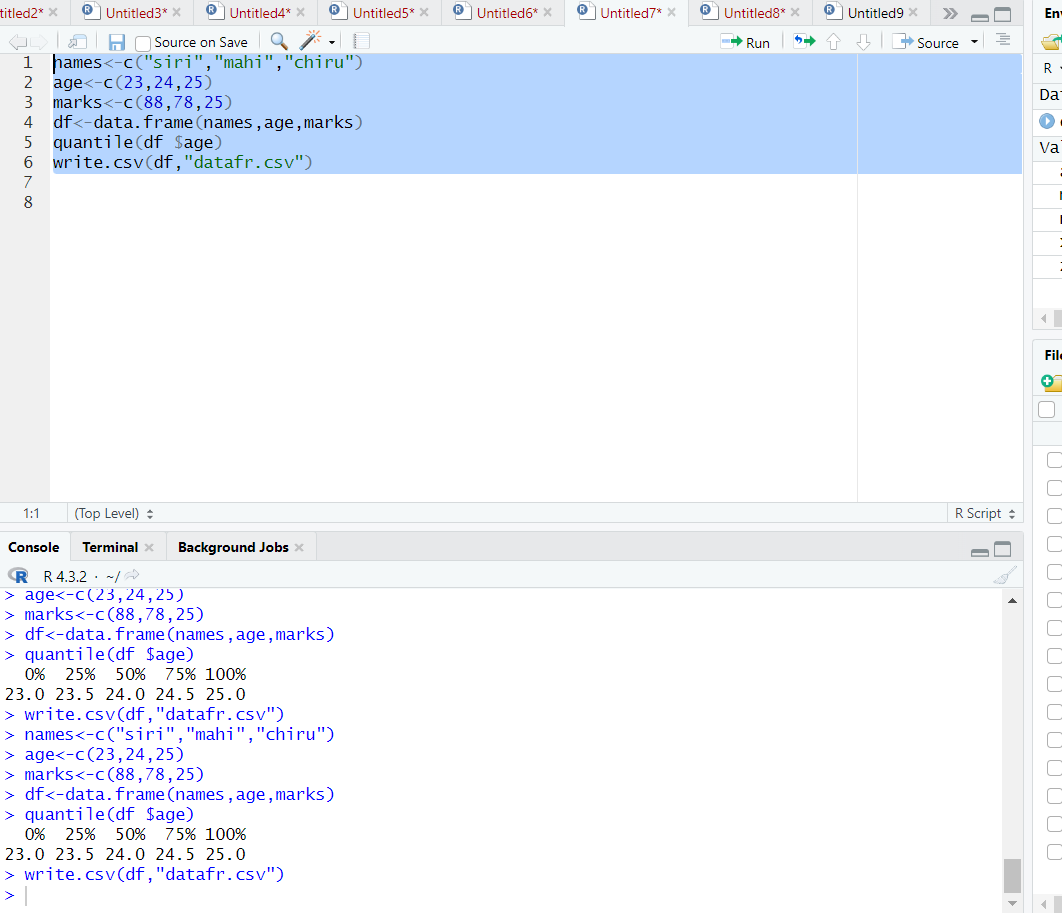 titled2* Untitled3* Untitled4* Untitled5* Untitled6* Untitled7* Untitled8* Untitled9
Source on Save Run Source
1 names<-c("siri","mahi","chiru")
2 age<-c(23,24,25)
3 marks<-c(88,78,25)
4 df<-data.frame(names,age,marks)
5 quantile(df $age)
6 write.csv(df,"datafr.csv")
7
8
1:1 (Top Level) R Script
Console Terminal Background Jobs
R 4.3.2 · ~/
> age<-c(23,24,25)
> marks<-c(88,78,25)
> df<-data.frame(names,age,marks)
> quantile(df $age)
0% 25% 50% 75% 100%
23.0 23.5 24.0 24.5 25.0
> write.csv(df,"datafr.csv")
> names<-c("siri","mahi","chiru")
> age<-c(23,24,25)
> marks<-c(88,78,25)
> df<-data.frame(names,age,marks)
> quantile(df $age)
0% 25% 50% 75% 100%
23.0 23.5 24.0 24.5 25.0
> write.csv(df,"datafr.csv")
>
Env
R
Dat
Val
File